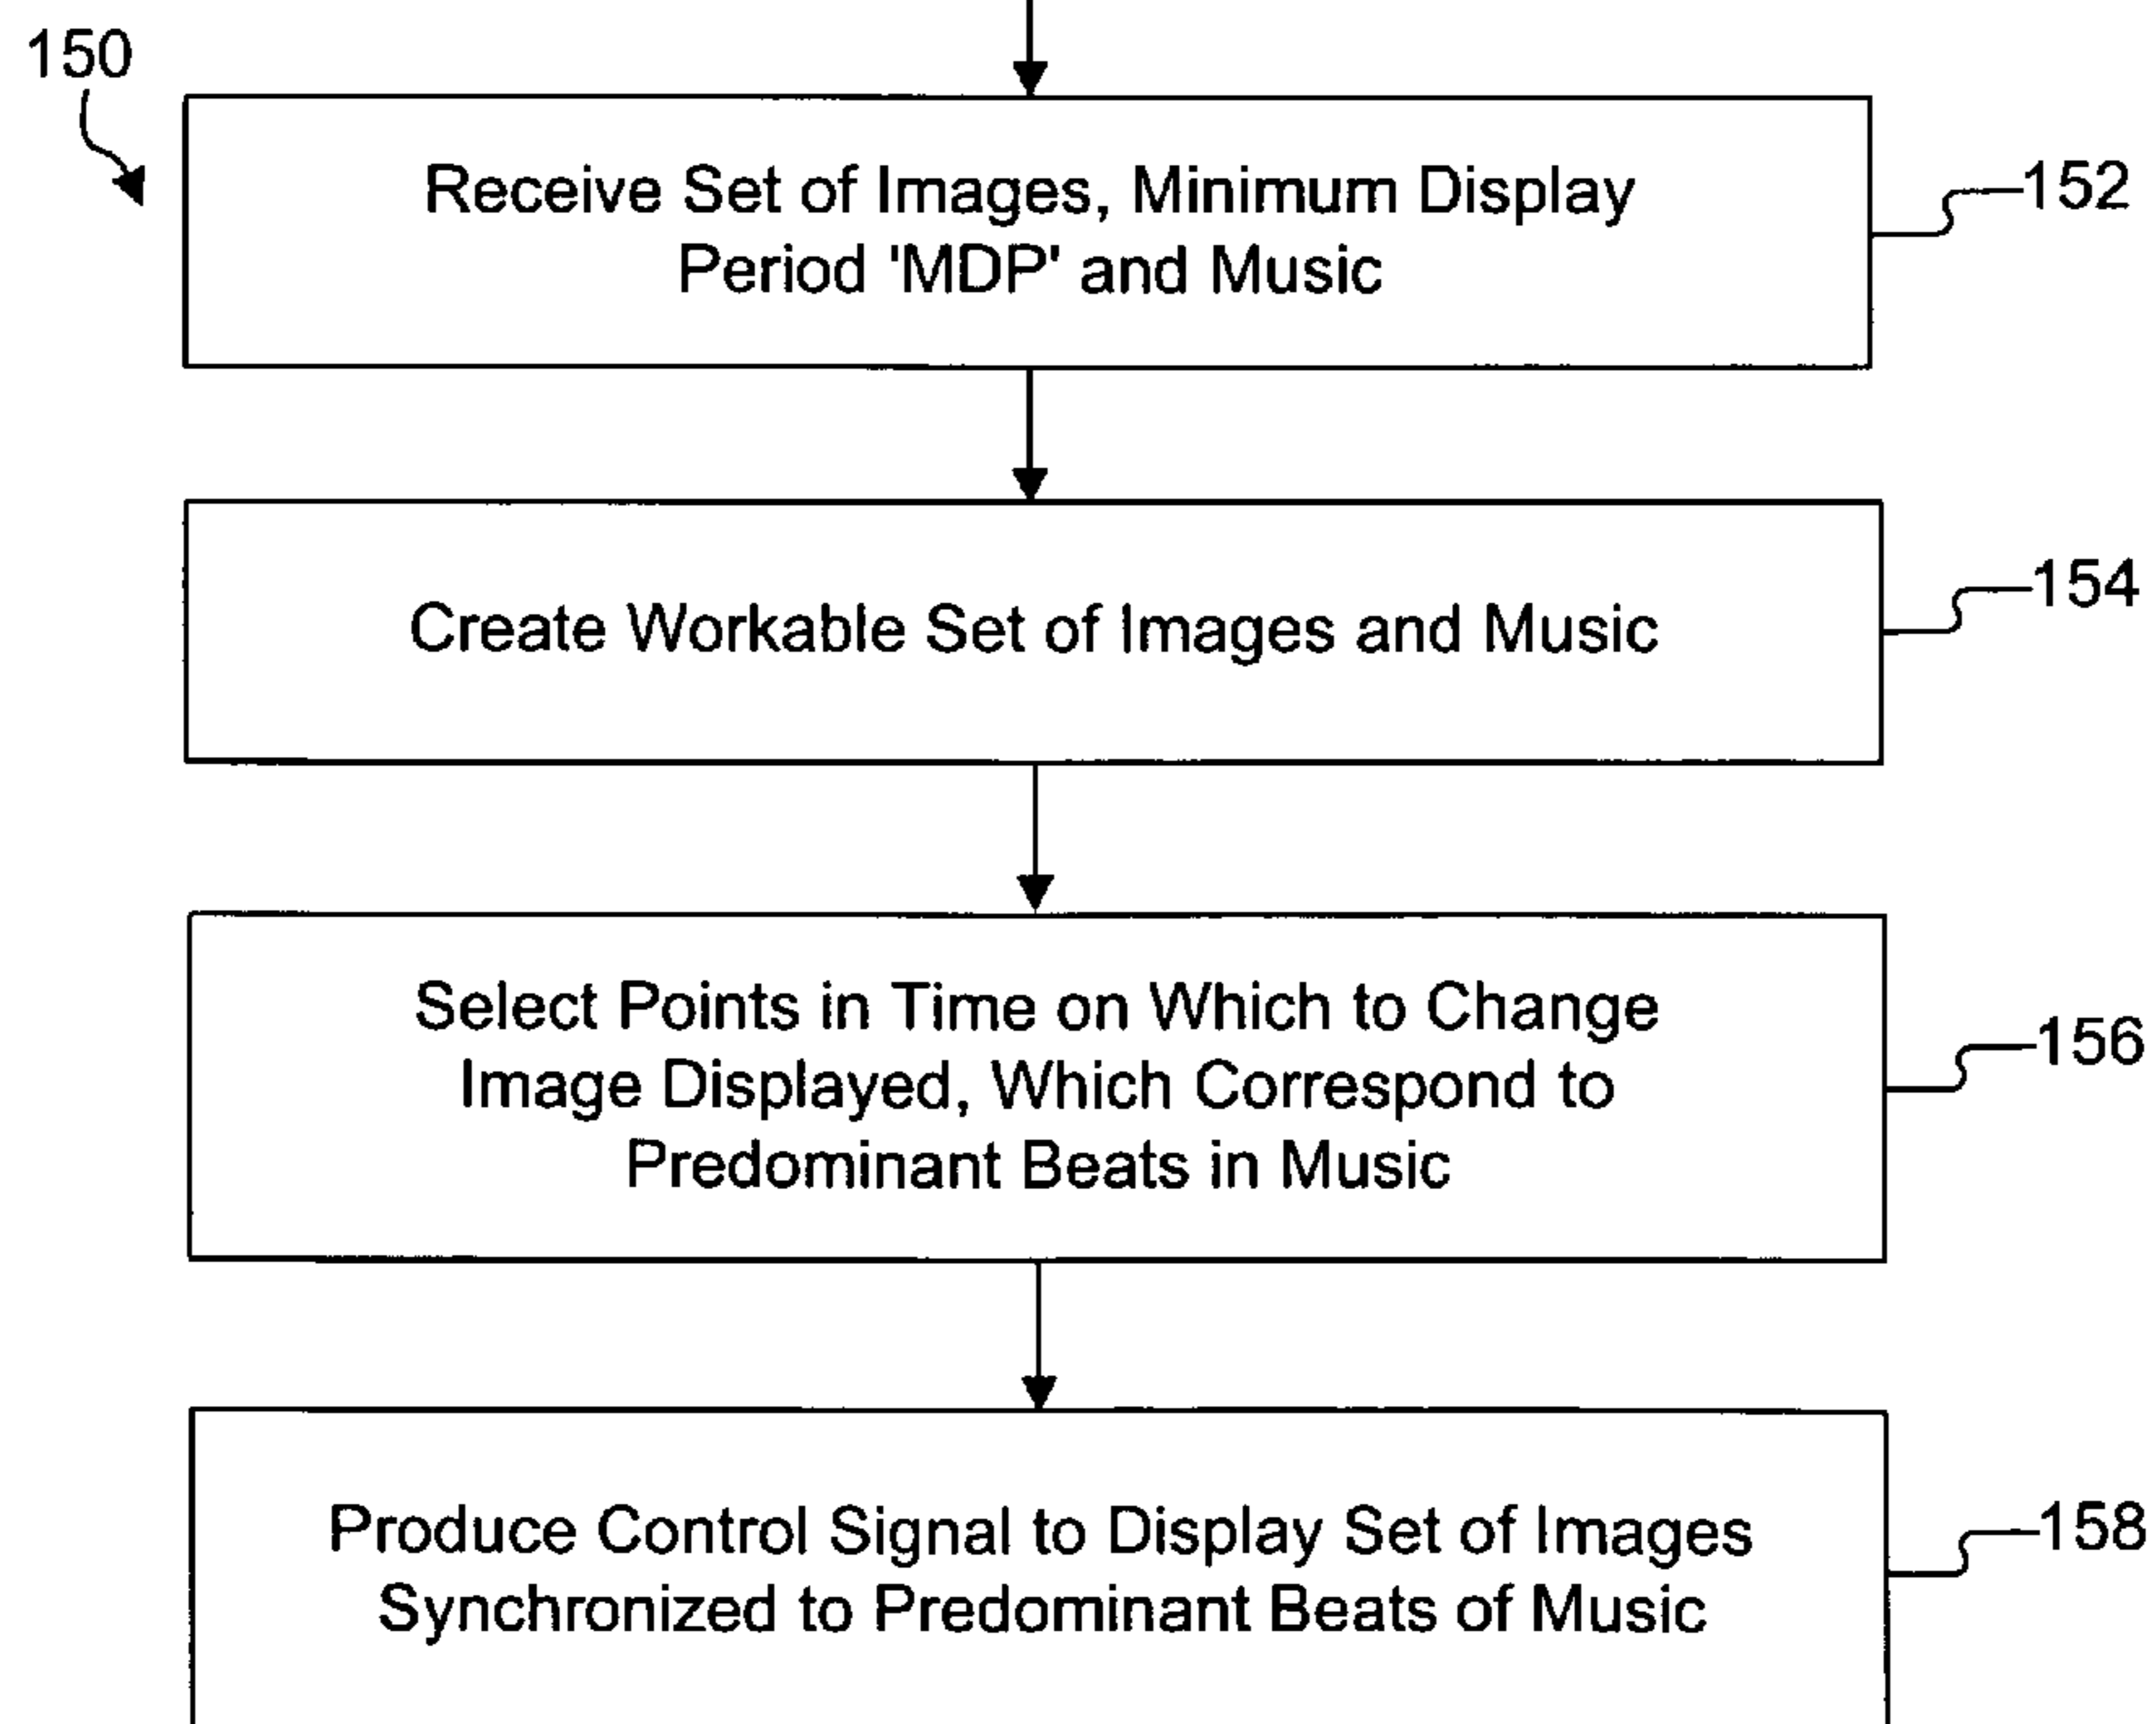 150
Receive Set of Images, Minimum Display
Period 'MDP' and Music
152
Create Workable Set of Images and Music
154
Select Points in Time on Which to Change
Image Displayed, Which Correspond to
Predominant Beats in Music
156
Produce Control Signal to Display Set of Images
Synchronized to Predominant Beats of Music
158